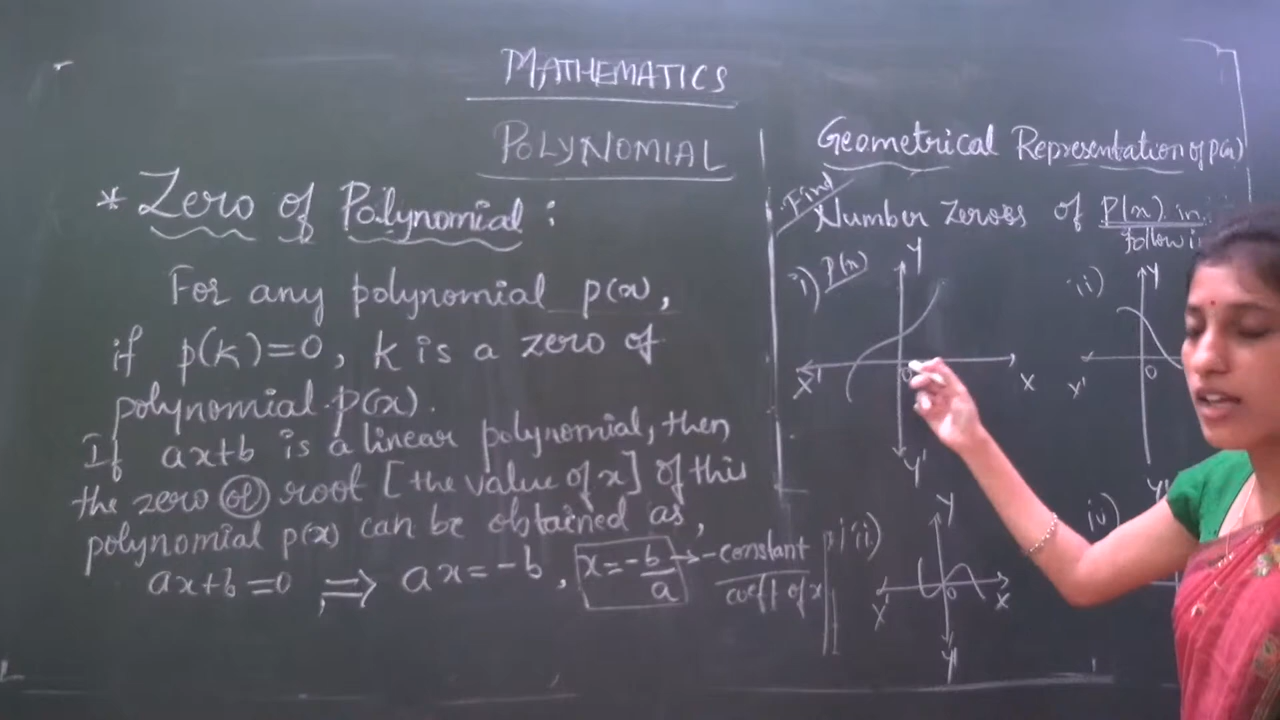 MATHEMATICS
POLYNOMIAL
* Zero of Polynomial :
For any polynomial p(x),
if p(k)=0, k is a zero of
polynomial p(x).
If ax+b is a linear polynomial, then
the zero or root [the value of x] of this
polynomial p(x) can be obtained as,
ax+b=0 ⇒ ax=-b, x=-b/a → -constant/coeff of x
Geometrical Representation of p(x)
Find
Number Zeroes of P(x) in
i) P(x)
Y
X' O X
Y'
ii)
Y
X' O
iii)
Y
X O X
Y'
iv)